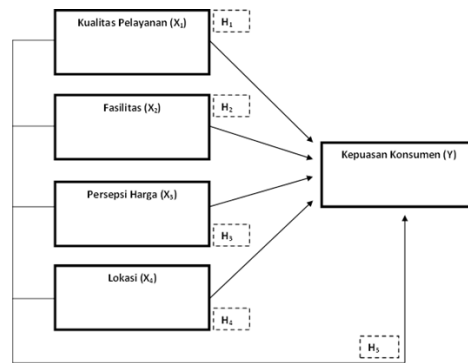 Kualitas Pelayanan (X₁)
H₁
Fasilitas (X₂)
H₂
Kepuasan Konsumen (Y)
Persepsi Harga (X₃)
H₃
Lokasi (X₄)
H₄
H₅